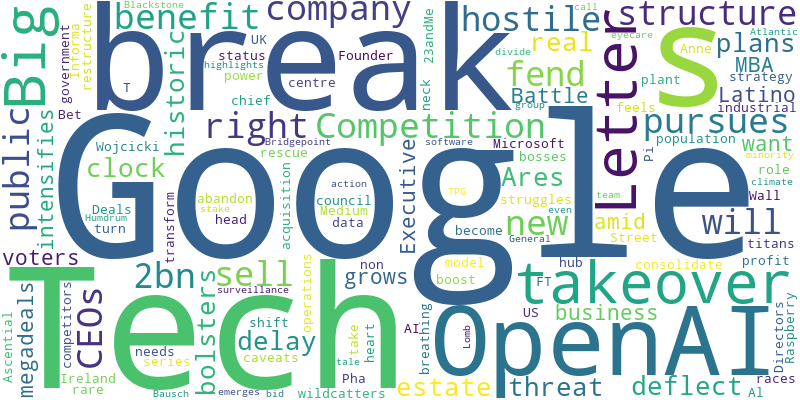 Blackstone
call
Big
benefit
company
hostile
structure
government
Informa
restructure
break
s
UK
status
Founder
highlights
power
23andMe
real
divide
eyecare
Atlantic
Anne
plans
historic
T
centre
chief
neck
fend
Letter
plant
MBA
strategy
Battle
group
feels
Latino
industrial
Bet
public
intensifies
right
Competition
pursues
Wojcicki
clock
Bridgepoint
rescue
software
Microsoft
bosses
Pi
population
want
Google
Executive
Ares
role
climate
minority
abandon
stake
action
council
TPG
struggles
team
Deals
Humdrum
turn
transform
head
acquisition
Medium
data
become
General
even
new
amid
Street
will
Wall
titans
voters
Tech
2bn
sell
operations
non
grows
model
boost
hub
FT
consolidate
profit
takeover
Ascential
megadeals
competitors
CEOs
bolsters
surveillance
shift
delay
needs
series
caveats
tale
take
heart
AI
breathing
Lomb
OpenAI
US
business
Directors
Raspberry
Ireland
rare
Bausch
emerges
bid
Pha
wildcatters
estate
threat
deflect
Al
races